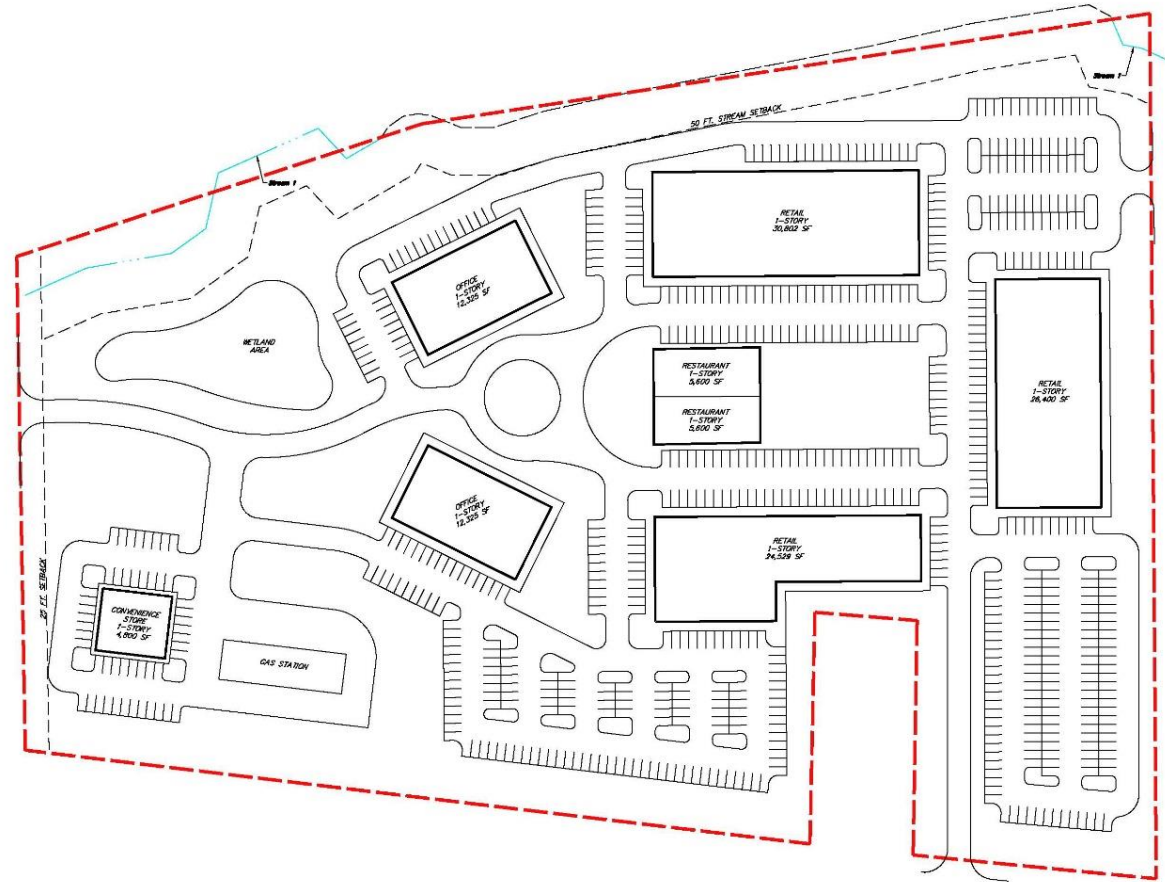 Stream 1
50 FT. STREAM SETBACK
Stream 1
RETAIL
1-STORY
30,802 SF
OFFICE
1-STORY
12,325 SF
WETLAND
AREA
RESTAURANT
1-STORY
5,600 SF
RESTAURANT
1-STORY
5,600 SF
RETAIL
1-STORY
26,400 SF
OFFICE
1-STORY
12,325 SF
RETAIL
1-STORY
24,529 SF
25 FT. SETBACK
CONVENIENCE
STORE
1-STORY
4,800 SF
GAS STATION